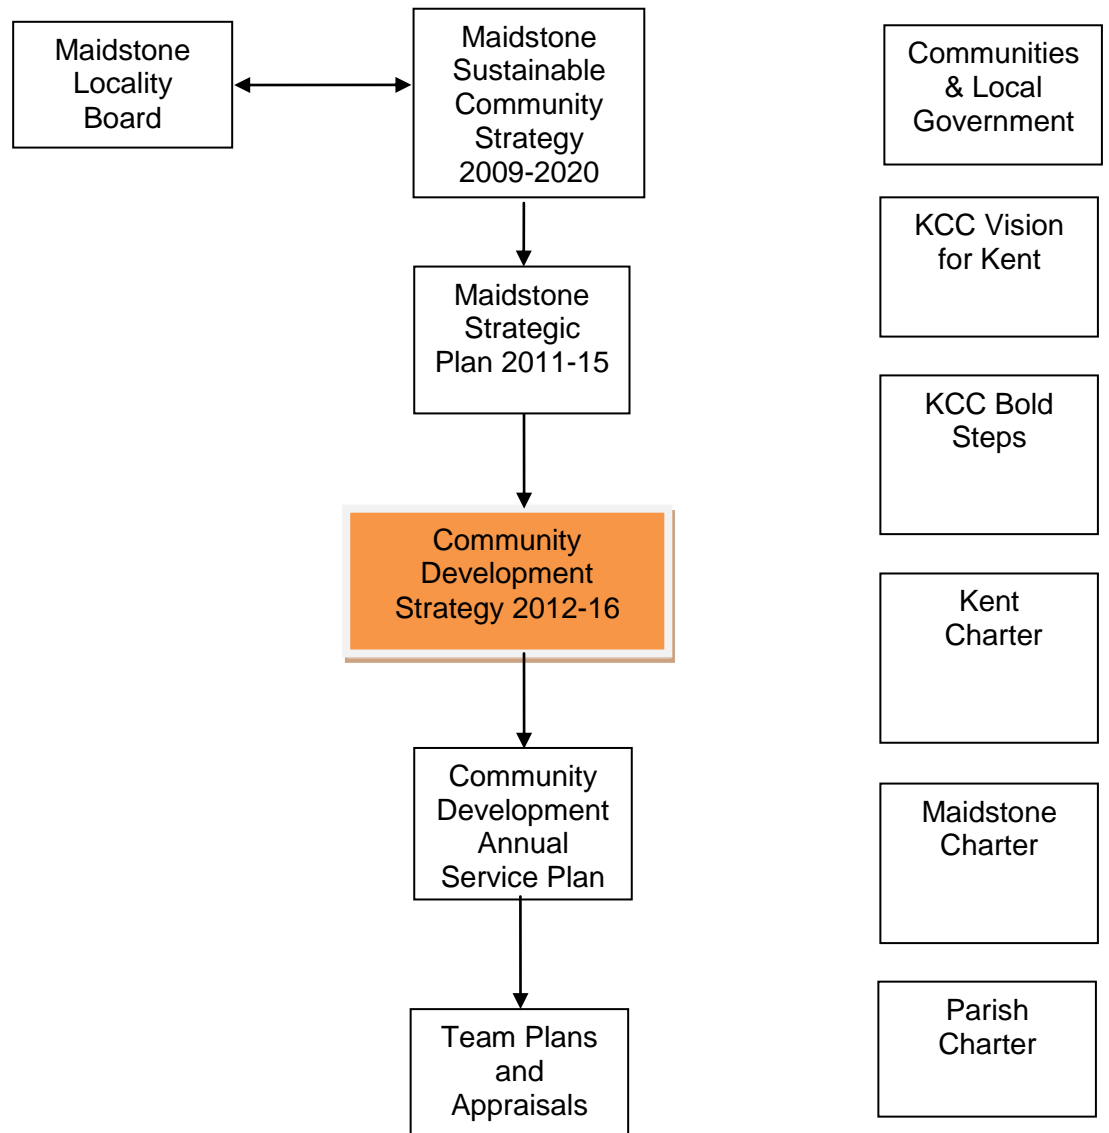 Maidstone
Locality
Board
Maidstone
Sustainable
Community
Strategy
2009-2020
Maidstone
Strategic
Plan 2011-15
Community
Development
Strategy 2012-16
Community
Development
Annual
Service Plan
Team Plans
and
Appraisals
Communities
& Local
Government
KCC Vision
for Kent
KCC Bold
Steps
Kent
Charter
Maidstone
Charter
Parish
Charter